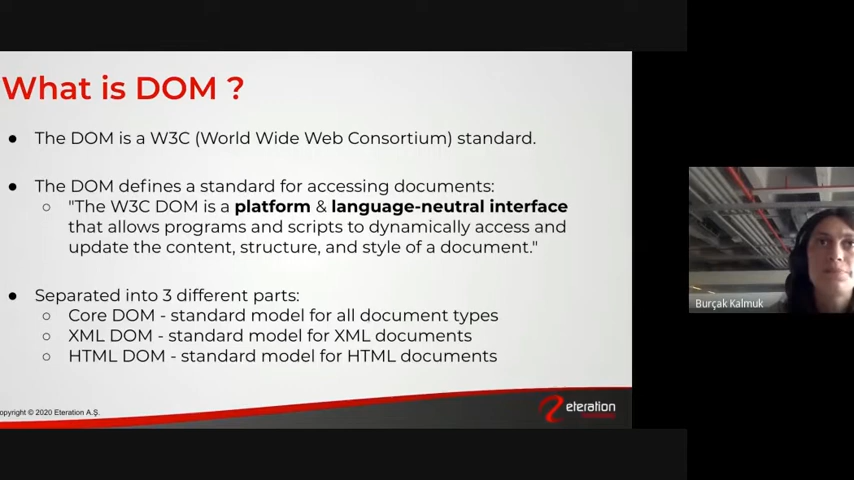 What is DOM ?
● The DOM is a W3C (World Wide Web Consortium) standard.
● The DOM defines a standard for accessing documents:
○ "The W3C DOM is a platform & language-neutral interface
that allows programs and scripts to dynamically access and
update the content, structure, and style of a document."
● Separated into 3 different parts:
○ Core DOM - standard model for all document types
○ XML DOM - standard model for XML documents
○ HTML DOM - standard model for HTML documents
Burçak Kalmuk
opyright © 2020 Eteration A.Ş.
eteration